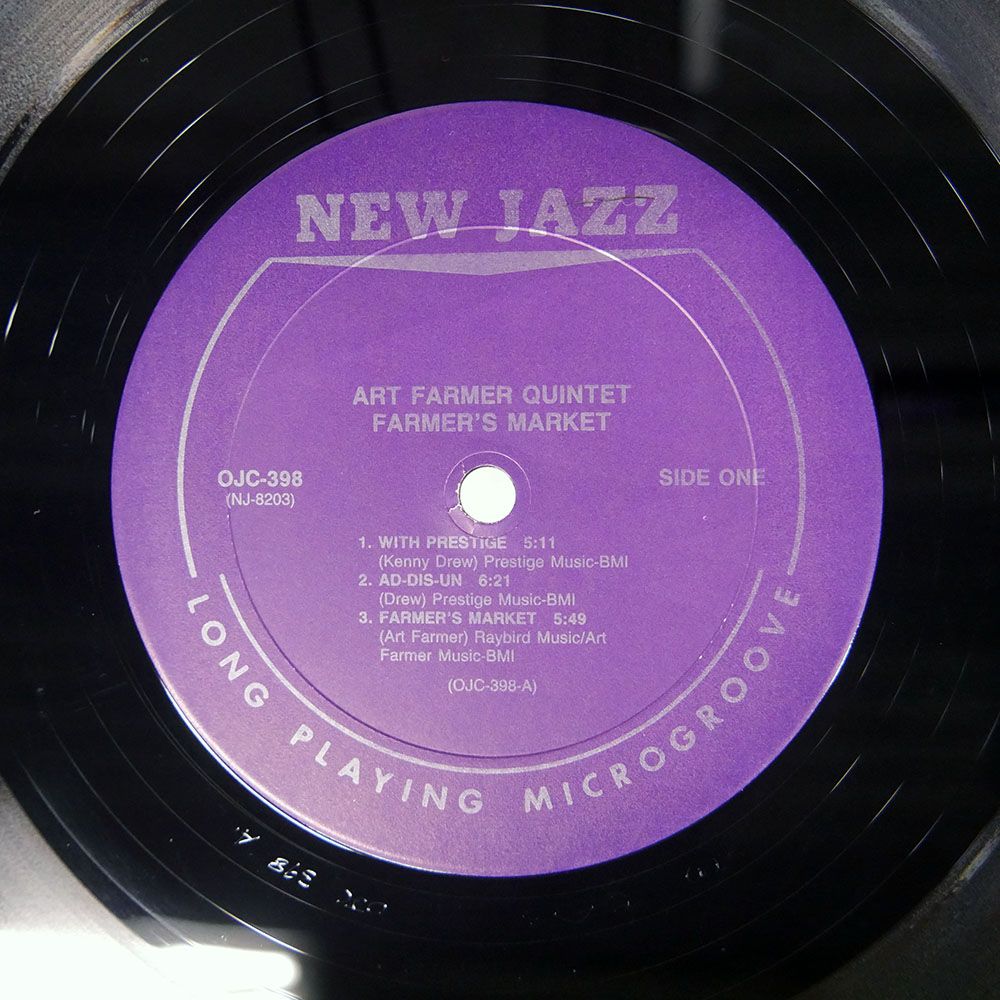 NEW JAZZ
ART FARMER QUINTET
FARMER'S MARKET
OJC-398
(NJ-8203)
SIDE ONE
1. WITH PRESTIGE 5:11
(Kenny Drew) Prestige Music-BMI
2. AD-DIS-UN 6:21
(Drew) Prestige Music-BMI
3. FARMER'S MARKET 5:49
(Art Farmer) Raybird Music/Art
Farmer Music-BMI
(OJC-398-A)
LONG PLAYING MICROGROOVE
OJC 398 A